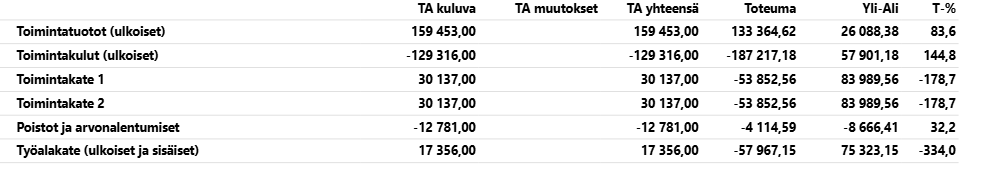 TA kuluva TA muutokset TA yhteensä Toteuma Yli-Ali T-%
Toimintatuotot (ulkoiset) 159 453,00 159 453,00 133 364,62 26 088,38 83,6
Toimintakulut (ulkoiset) -129 316,00 -129 316,00 -187 217,18 57 901,18 144,8
Toimintakate 1 30 137,00 30 137,00 -53 852,56 83 989,56 -178,7
Toimintakate 2 30 137,00 30 137,00 -53 852,56 83 989,56 -178,7
Poistot ja arvonalentumiset -12 781,00 -12 781,00 -4 114,59 -8 666,41 32,2
Työalakate (ulkoiset ja sisäiset) 17 356,00 17 356,00 -57 967,15 75 323,15 -334,0